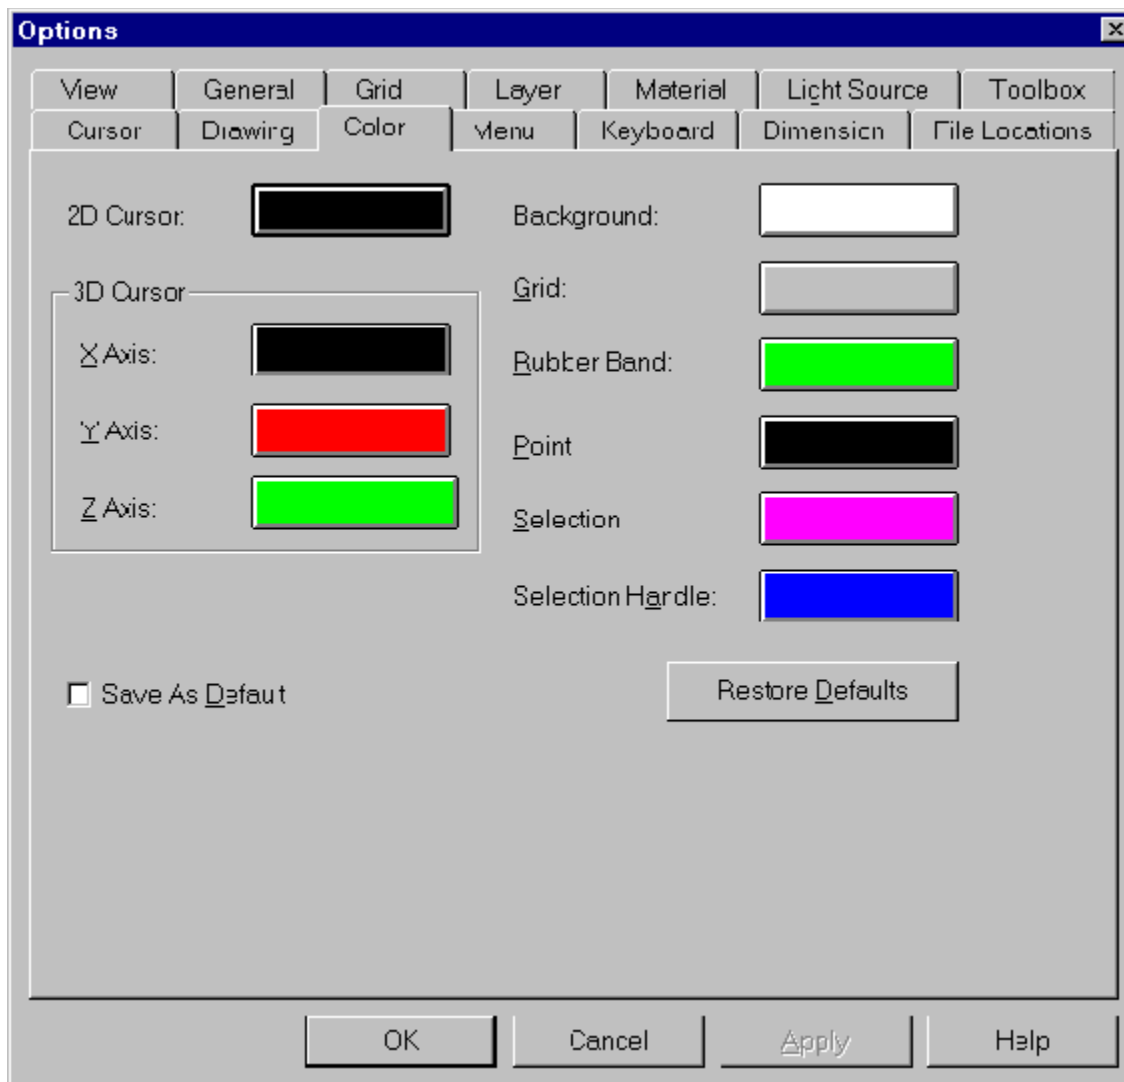 Options
View General Grid Layer Material Light Source Toolbox
Cursor Drawing Color Menu Keyboard Dimension File Locations
2D Cursor: Background:
3D Cursor Grid:
X Axis: Rubber Band:
Y Axis: Point
Z Axis: Selection
Selection Handle:
Save As Default Restore Defaults
OK Cancel Apply Help